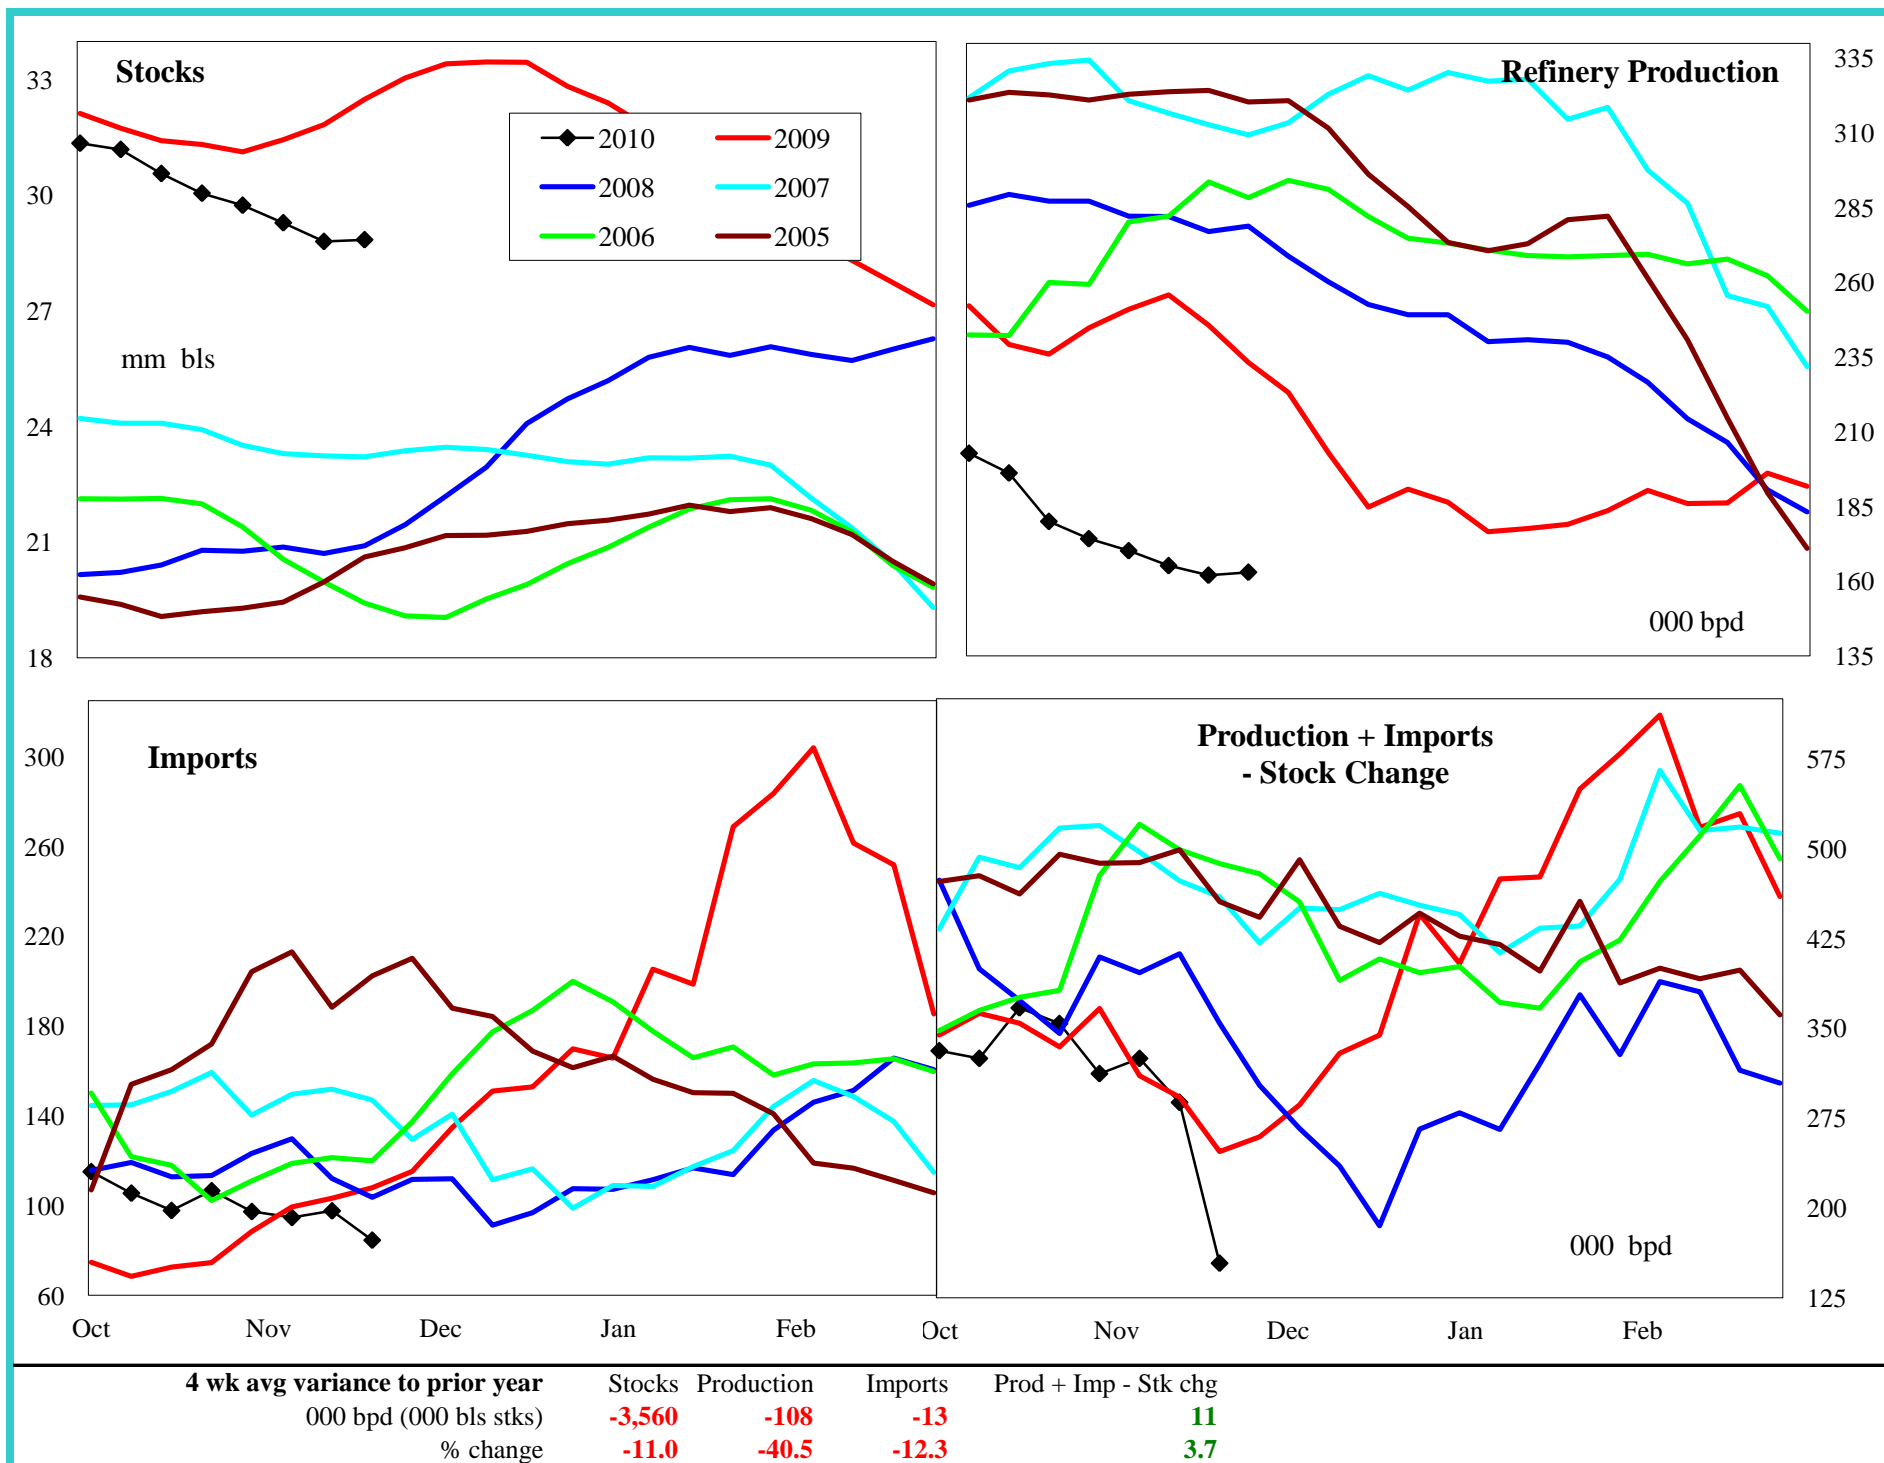 Stocks
33
30
27
24
21
18
mm bls
2010 2009
2008 2007
2006 2005
Refinery Production
335
310
285
260
235
210
185
160
135
000 bpd
Imports
300
260
220
180
140
100
60
Oct Nov Dec Jan Feb
Production + Imports
- Stock Change
575
500
425
350
275
200
125
000 bpd
Oct Nov Dec Jan Feb
4 wk avg variance to prior year Stocks Production Imports Prod + Imp - Stk chg
000 bpd (000 bls stks) -3,560 -108 -13 11
% change -11.0 -40.5 -12.3 3.7